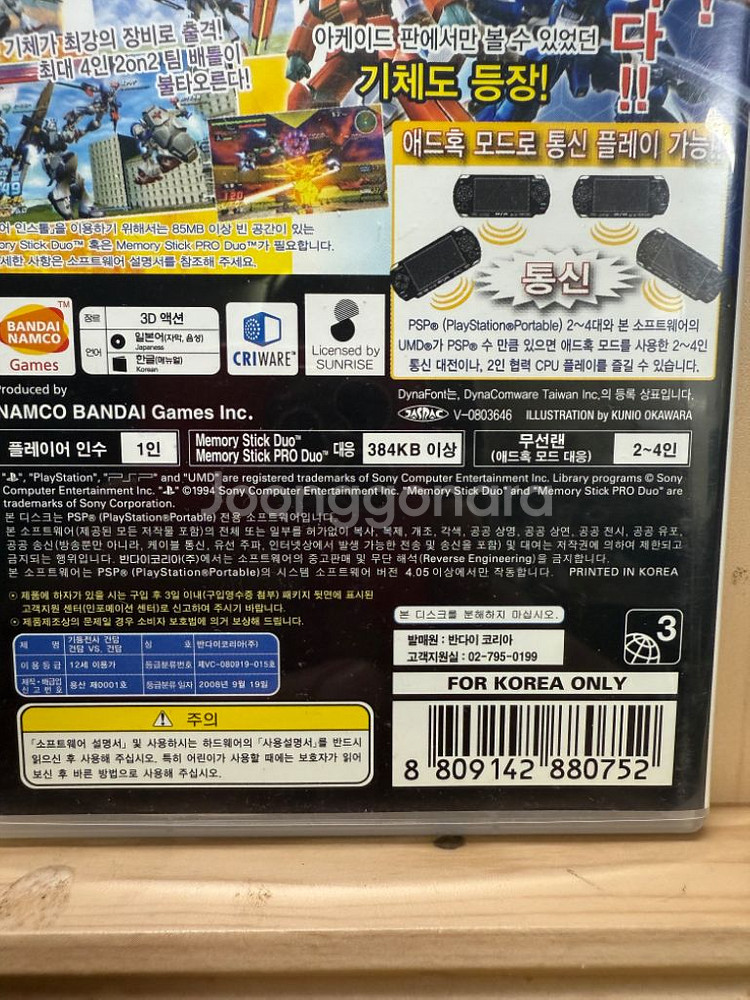 기체가 최강의 장비로 출격!
최대 4인 2on2 팀 배틀이
불타오른다!
아케이드 판에서만 볼 수 있었던
기체도 등장!
다
!!
애드혹 모드로 통신 플레이 가능!!
통신
어 인스톨』을 이용하기 위해서는 85MB 이상 빈 공간이 있는
ory Stick Duo™ 혹은 Memory Stick PRO Duo™가 필요합니다.
세한 사항은 소프트웨어 설명서를 참조해 주세요.
PSP® (PlayStation®Portable) 2~4대와 본 소프트웨어의
UMD®가 PSP® 수 만큼 있으면 애드혹 모드를 사용한 2~4인
통신 대전이나, 2인 협력 CPU 플레이를 즐길 수 있습니다.
BANDAI
NAMCO
Games
TM
장르 3D 액션
언어 일본어(자막, 음성)
Japanese
한글(메뉴얼)
Korean
CRIWARE™
Licensed by
SUNRISE
Produced by
NAMCO BANDAI Games Inc.
DynaFont는, DynaComware Taiwan Inc.의 등록 상표입니다.
JASRAC V-0803646 ILLUSTRATION by KUNIO OKAWARA
플레이어 인수 1인
Memory Stick Duo™
Memory Stick PRO Duo™ 대응 384KB 이상
무선랜
(애드혹 모드 대응) 2~4인
", "PlayStation", "PSP" and "UMD" are registered trademarks of Sony Computer Entertainment Inc. Library programs © Sony
Computer Entertainment Inc. " " ©1994 Sony Computer Entertainment Inc. "Memory Stick Duo" and "Memory Stick PRO Duo" are
trademarks of Sony Corporation.
Joonggonara
본 디스크는 PSP® (PlayStation®Portable) 전용 소프트웨어입니다.
본 소프트웨어(제공된 모든 저작물을 포함)의 전체 또는 일부를 허가없이 복사, 복제, 개조, 각색, 공공 상영, 공공 상연, 공공 전시, 공공 유포,
공공 송신(방송뿐만 아니라, 케이블 통신, 유선 주파, 인터넷상에서 발생 가능한 전송 및 송신을 포함) 및 대여는 저작권에 의하여 제한되고
금지되는 행위입니다. 반다이코리아(주)에서는 소프트웨어의 중고판매 및 무단 해석(Reverse Engineering)을 금지합니다.
본 소프트웨어는 PSP® (PlayStation®Portable)의 시스템 소프트웨어 버전 4.05 이상에서만 작동합니다. PRINTED IN KOREA
제품에 하자가 있을 시는 구입 후 3일 이내(구입영수증 첨부) 패키지 뒷면에 표시된
고객지원 센터(인포메이션 센터)로 신고하여 주시기 바랍니다.
제품제조상의 문제일 경우 소비자 보호법에 의거 보상해 드립니다.
본 디스크를 분해하지 마십시오.
발매원 : 반다이 코리아
고객지원실 : 02-795-0199
3
제 명 기동전사 건담
건담 VS. 건담 상 호 반다이코리아(주)
이용등급 12세 이용가 등급분류번호 제VC-080919-015호
제작·배급업
신고번호 용산 제0001호 등급분류일자 2008년 9월 19일
FOR KOREA ONLY
주의
「소프트웨어 설명서」 및 사용하시는 하드웨어의 「사용설명서」를 반드시
읽으신 후 사용해 주십시오. 특히 어린이가 사용할 때에는 보호자가 읽어
보신 후 바른 방법으로 사용해 주십시오.
8 809142 880752